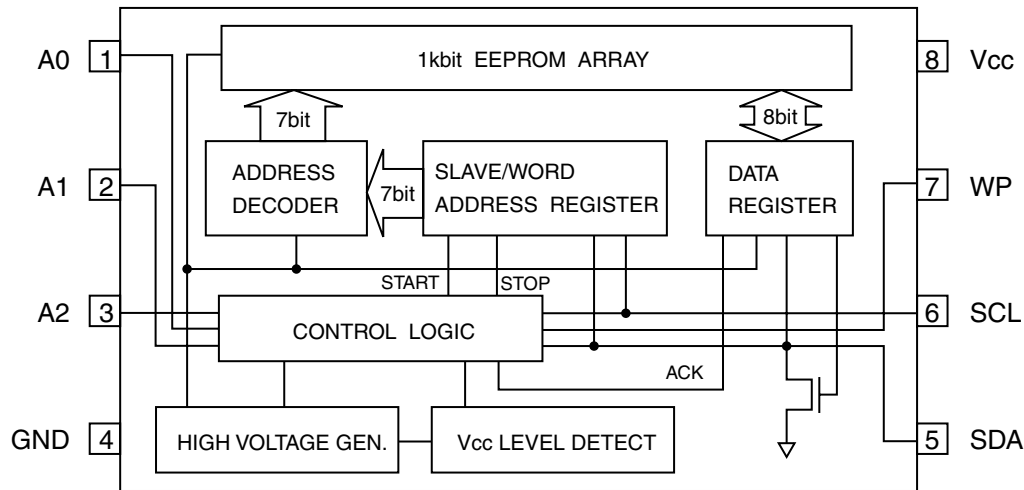 1kbit EEPROM ARRAY
A0 1
8 Vcc
7bit
8bit
ADDRESS
DECODER
7bit
SLAVE/WORD
ADDRESS REGISTER
DATA
REGISTER
A1 2
7 WP
START
STOP
A2 3
6 SCL
CONTROL LOGIC
ACK
GND 4
5 SDA
HIGH VOLTAGE GEN.
Vcc LEVEL DETECT